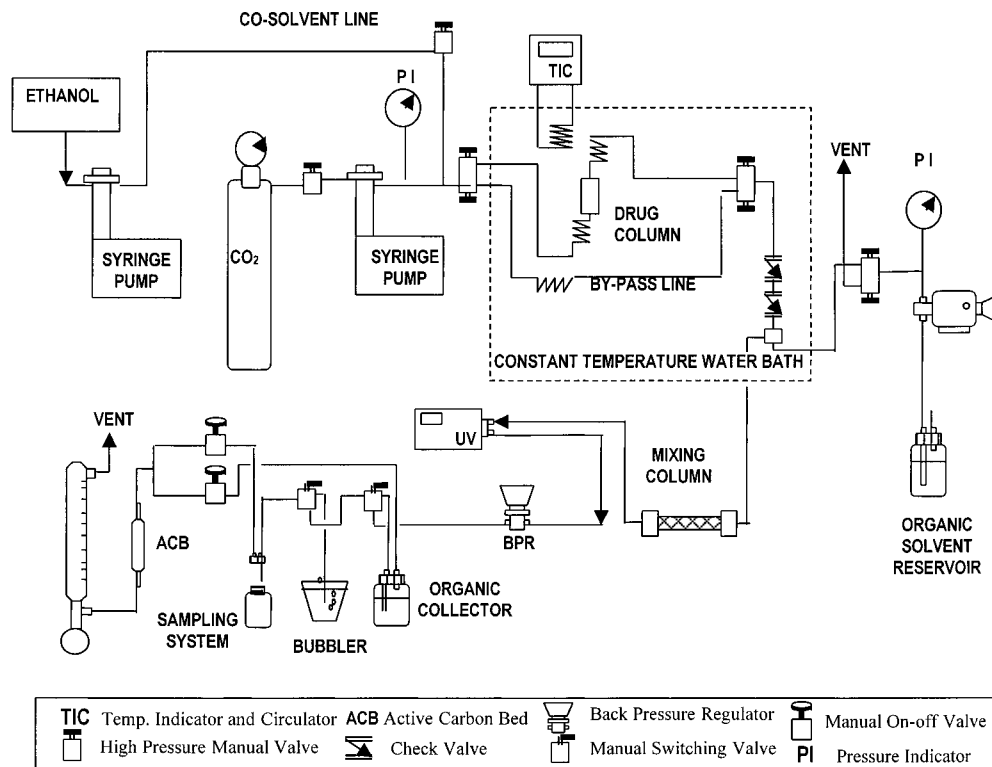 CO-SOLVENT LINE
ETHANOL
P I
TIC
VENT
P I
SYRINGE
PUMP
CO₂
SYRINGE
PUMP
DRUG
COLUMN
BY-PASS LINE
CONSTANT TEMPERATURE WATER BATH
VENT
UV
MIXING
COLUMN
BPR
ORGANIC
SOLVENT
RESERVOIR
ACB
SAMPLING
SYSTEM
BUBBLER
ORGANIC
COLLECTOR
TIC Temp. Indicator and Circulator ACB Active Carbon Bed Back Pressure Regulator Manual On-off Valve
High Pressure Manual Valve Check Valve Manual Switching Valve PI Pressure Indicator